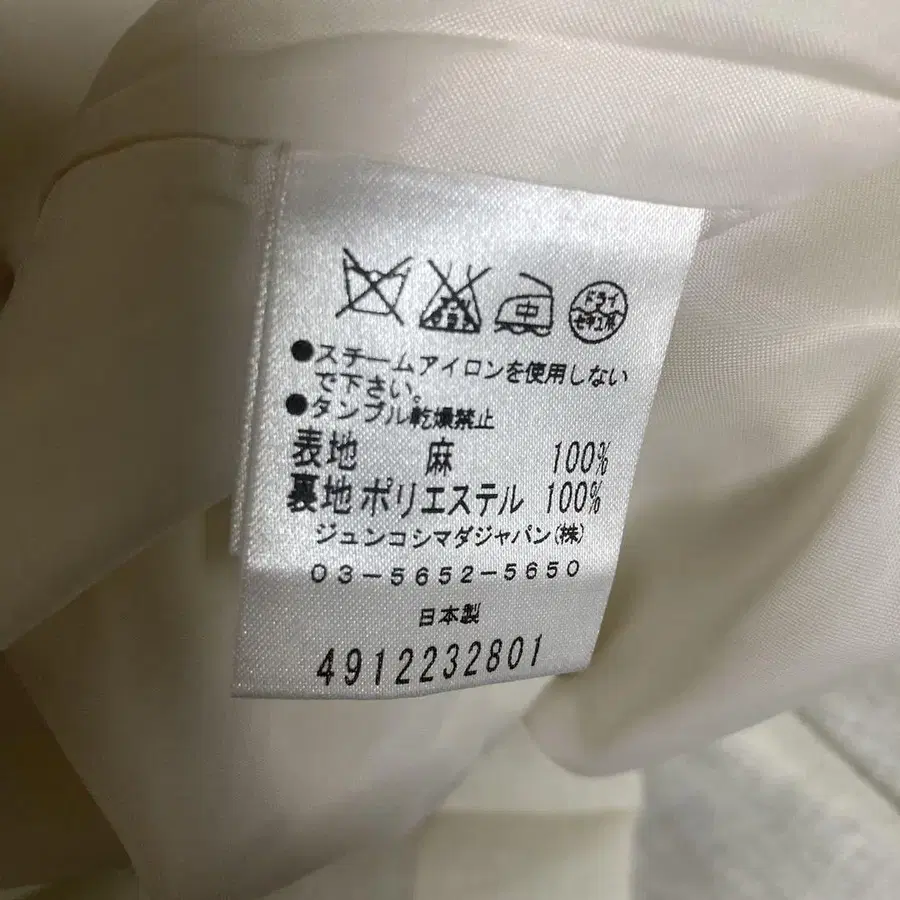 中 ドライ
セキユ系
●スチームアイロンを使用しない
で下さい。
●タンブル乾燥禁止
表地 麻 100%
裏地 ポリエステル 100%
ジュンコシマダジャパン(株)
03-5652-5650
日本製
4912232801